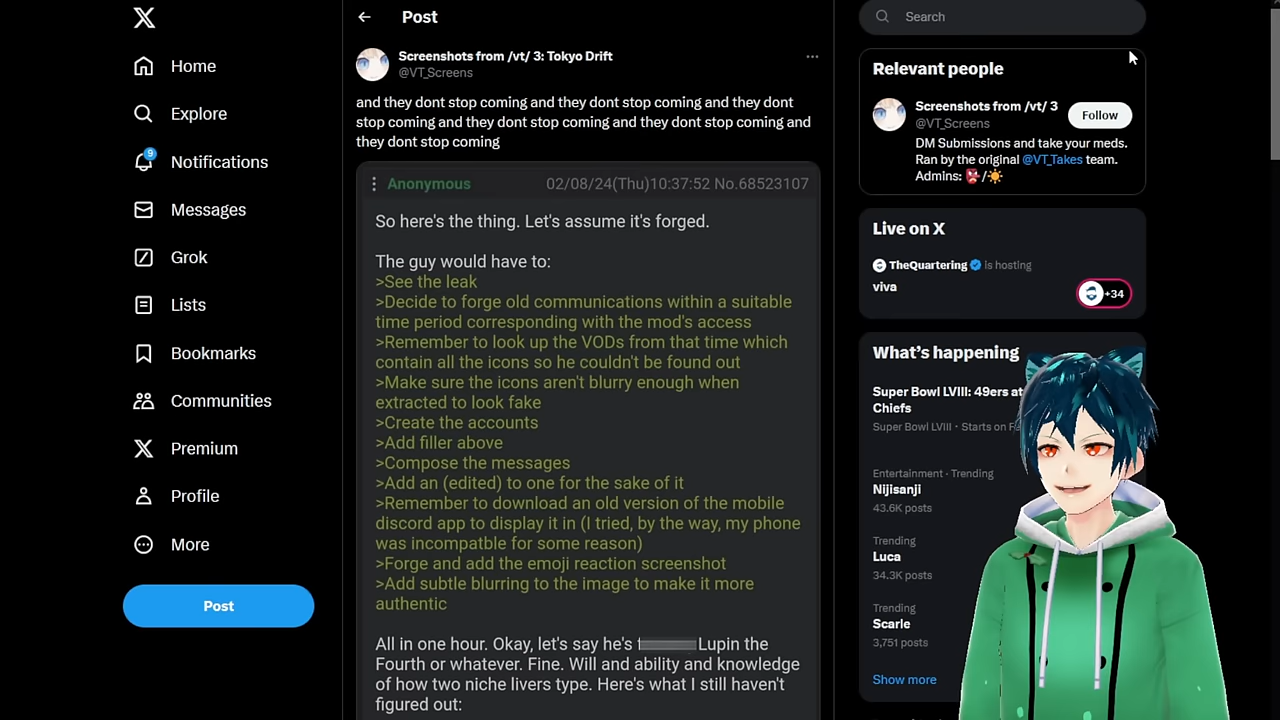 Home
Explore
9
Notifications
Messages
Grok
Lists
Bookmarks
Communities
Premium
Profile
More
Post
Post
Screenshots from /vt/ 3: Tokyo Drift
@VT_Screens
and they dont stop coming and they dont stop coming and they dont
stop coming and they dont stop coming and they dont stop coming and
they dont stop coming
Anonymous 02/08/24(Thu)10:37:52 No.68523107
So here's the thing. Let's assume it's forged.
The guy would have to:
>See the leak
>Decide to forge old communications within a suitable
time period corresponding with the mod's access
>Remember to look up the VODs from that time which
contain all the icons so he couldn't be found out
>Make sure the icons aren't blurry enough when
extracted to look fake
>Create the accounts
>Add filler above
>Compose the messages
>Add an (edited) to one for the sake of it
>Remember to download an old version of the mobile
discord app to display it in (I tried, by the way, my phone
was incompatble for some reason)
>Forge and add the emoji reaction screenshot
>Add subtle blurring to the image to make it more
authentic
All in one hour. Okay, let's say he's Lupin the
Fourth or whatever. Fine. Will and ability and knowledge
of how two niche livers type. Here's what I still haven't
figured out:
Search
Relevant people
Screenshots from /vt/ 3
@VT_Screens
Follow
DM Submissions and take your meds.
Ran by the original @VT_Takes team.
Admins: /
Live on X
TheQuartering is hosting
viva
+34
What's happening
Super Bowl LVIII: 49ers at
Chiefs
Super Bowl LVIII · Starts on
Entertainment · Trending
Nijisanji
43.6K posts
Trending
Luca
34.3K posts
Trending
Scarle
3,751 posts
Show more